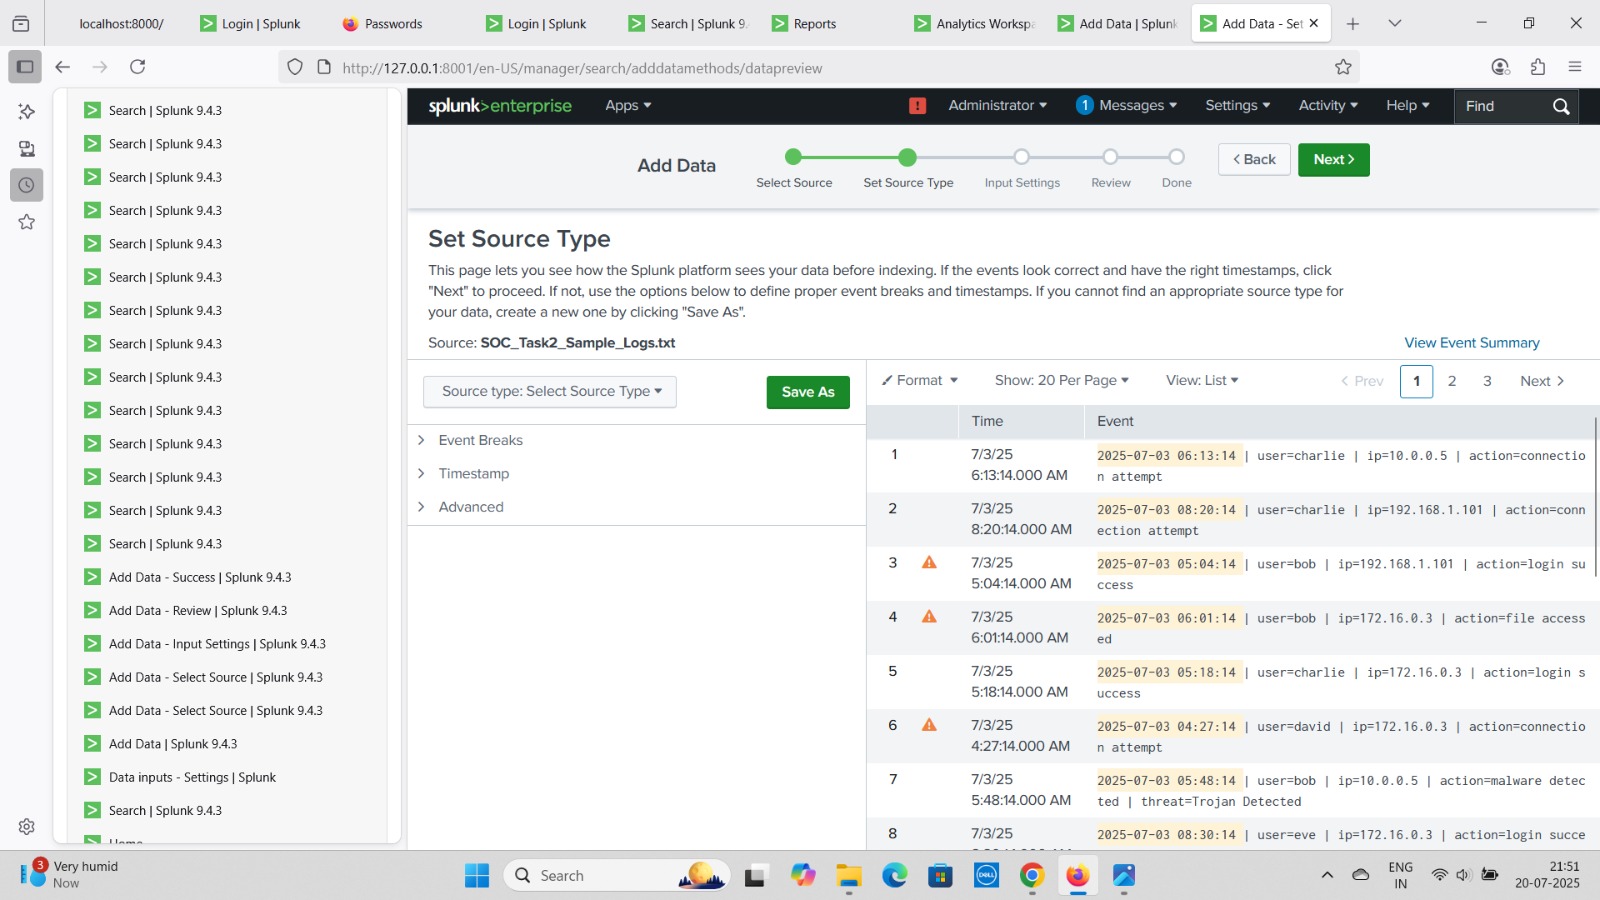 localhost:8000/
Login | Splunk
Passwords
Login | Splunk
Search | Splunk 9.
Reports
Analytics Workspa
Add Data | Splunk
Add Data - Set
http://127.0.0.1:8001/en-US/manager/search/adddatamethods/datapreview
Search | Splunk 9.4.3
Search | Splunk 9.4.3
Search | Splunk 9.4.3
Search | Splunk 9.4.3
Search | Splunk 9.4.3
Search | Splunk 9.4.3
Search | Splunk 9.4.3
Search | Splunk 9.4.3
Search | Splunk 9.4.3
Search | Splunk 9.4.3
Search | Splunk 9.4.3
Search | Splunk 9.4.3
Search | Splunk 9.4.3
Search | Splunk 9.4.3
Add Data - Success | Splunk 9.4.3
Add Data - Review | Splunk 9.4.3
Add Data - Input Settings | Splunk 9.4.3
Add Data - Select Source | Splunk 9.4.3
Add Data - Select Source | Splunk 9.4.3
Add Data | Splunk 9.4.3
Data inputs - Settings | Splunk
Search | Splunk 9.4.3
Home
splunk>enterprise
Apps
Administrator
1 Messages
Settings
Activity
Help
Find
Add Data
Select Source
Set Source Type
Input Settings
Review
Done
< Back
Next >
Set Source Type
This page lets you see how the Splunk platform sees your data before indexing. If the events look correct and have the right timestamps, click
"Next" to proceed. If not, use the options below to define proper event breaks and timestamps. If you cannot find an appropriate source type for
your data, create a new one by clicking "Save As".
Source: SOC_Task2_Sample_Logs.txt
View Event Summary
Source type: Select Source Type
Save As
Event Breaks
Timestamp
Advanced
Format
Show: 20 Per Page
View: List
< Prev
1
2
3
Next >
Time
Event
1
7/3/25
6:13:14.000 AM
2025-07-03 06:13:14 | user=charlie | ip=10.0.0.5 | action=connectio
n attempt
2
7/3/25
8:20:14.000 AM
2025-07-03 08:20:14 | user=charlie | ip=192.168.1.101 | action=conn
ection attempt
3
7/3/25
5:04:14.000 AM
2025-07-03 05:04:14 | user=bob | ip=192.168.1.101 | action=login su
ccess
4
7/3/25
6:01:14.000 AM
2025-07-03 06:01:14 | user=bob | ip=172.16.0.3 | action=file access
ed
5
7/3/25
5:18:14.000 AM
2025-07-03 05:18:14 | user=charlie | ip=172.16.0.3 | action=login s
uccess
6
7/3/25
4:27:14.000 AM
2025-07-03 04:27:14 | user=david | ip=172.16.0.3 | action=connectio
n attempt
7
7/3/25
5:48:14.000 AM
2025-07-03 05:48:14 | user=bob | ip=10.0.0.5 | action=malware detec
ted | threat=Trojan Detected
8
7/3/25
2025-07-03 08:30:14 | user=eve | ip=172.16.0.3 | action=login succe
3
Very humid
Now
Search
DELL
ENG
IN
21:51
20-07-2025